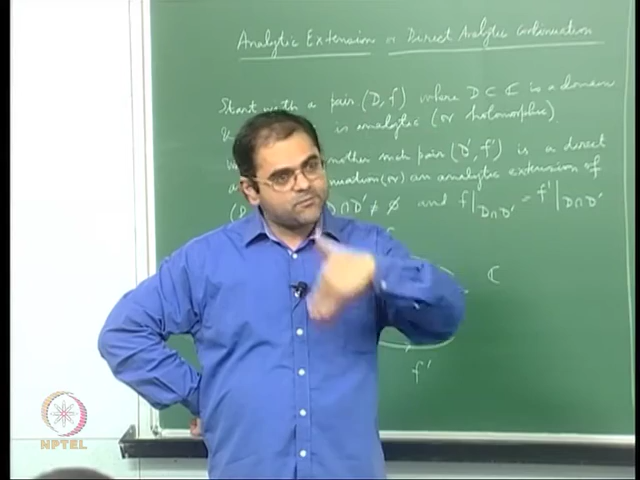 Analytic Extension or Direct Analytic Continuation
Start with a pair (D, f) where D ⊂ ℂ is a domain
& is analytic (or holomorphic)
another such pair (D', f') is a direct
(or) an analytic extension of
(D D ∩ D' ≠ ∅ and f|D∩D' = f'|D∩D'
ℂ
f'
NPTEL